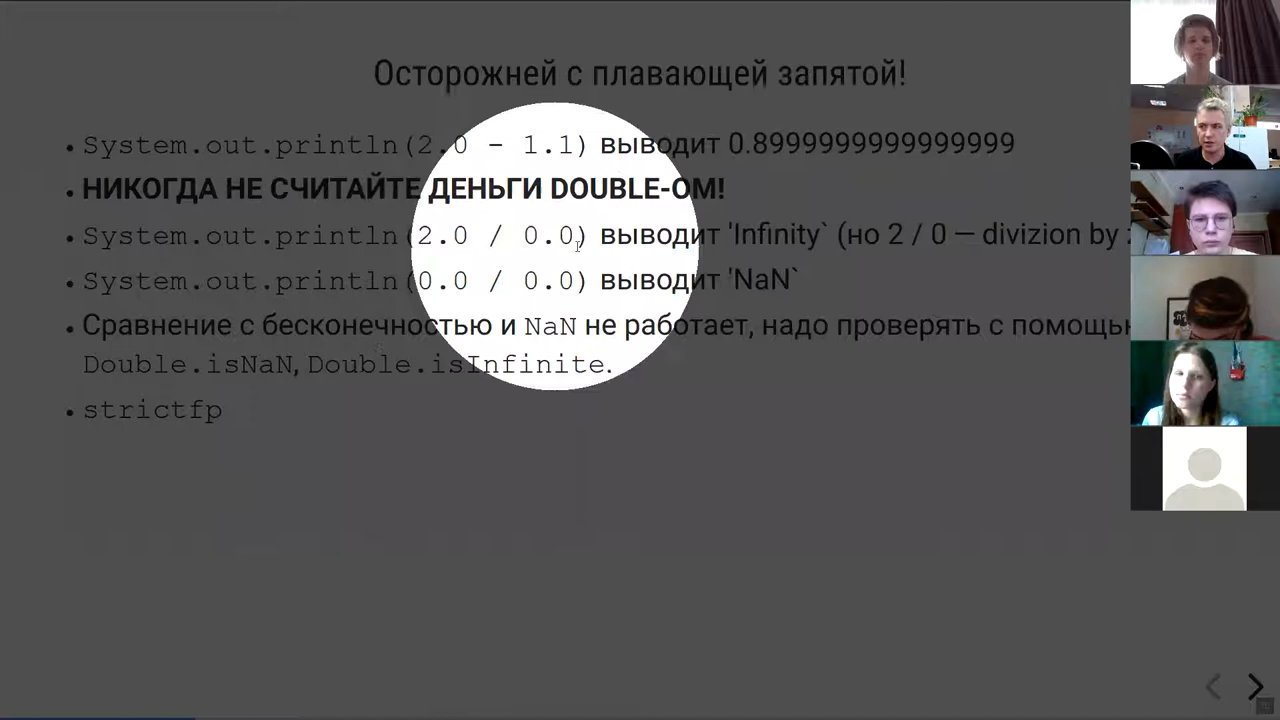 Осторожней с плавающей запятой!
System.out.println(2.0 - 1.1) выводит 0.8999999999999999
НИКОГДА НЕ СЧИТАЙТЕ ДЕНЬГИ DOUBLE-ОМ!
System.out.println(2.0 / 0.0) выводит 'Infinity` (но 2 / 0 — divizion by
System.out.println(0.0 / 0.0) выводит 'NaN`
Сравнение с бесконечностью и NaN не работает, надо проверять с
Double.isNaN, Double.isInfinite.
strictfp